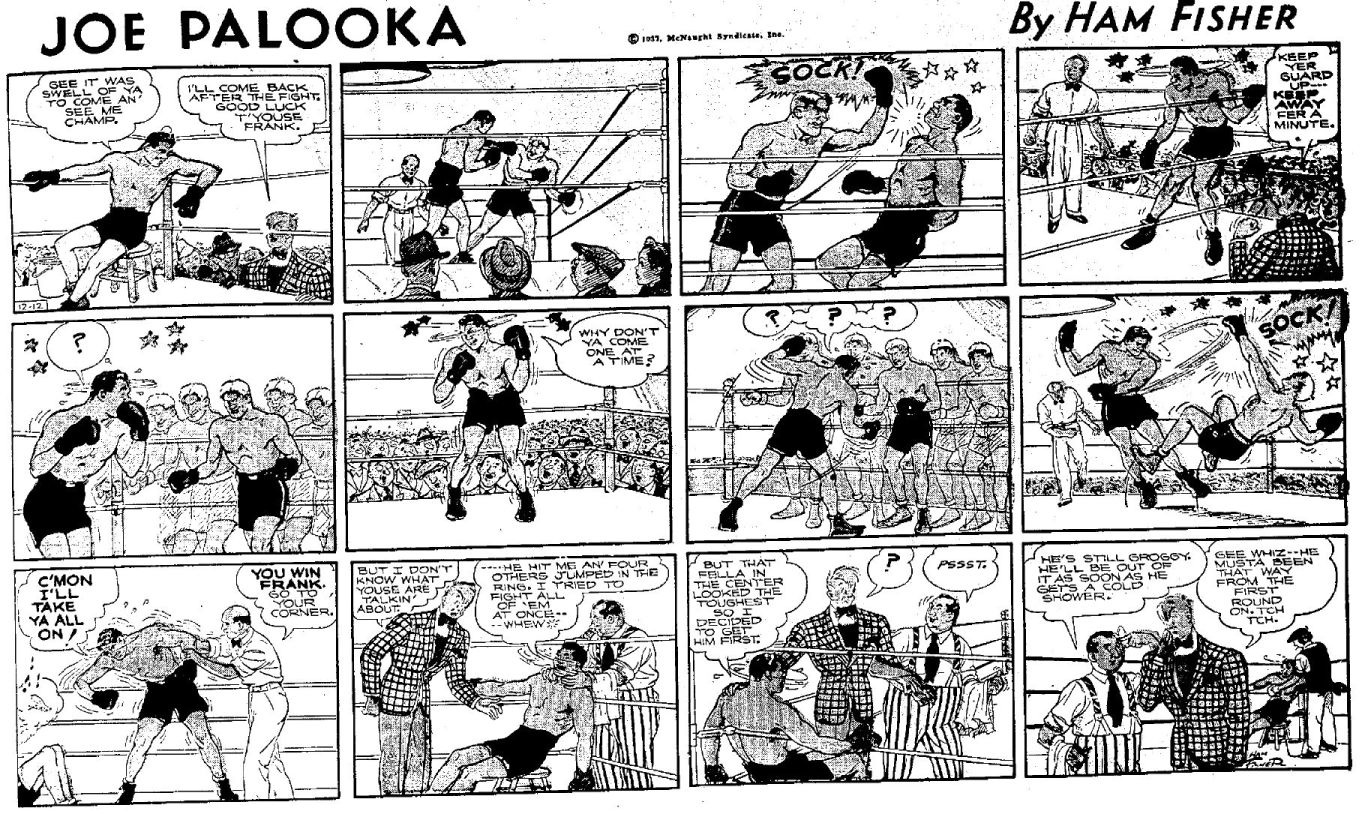 JOE PALOOKA
© 1937, McNaught Syndicate, Inc.
By HAM FISHER
GEE IT WAS
SWELL OF YA
TO COME AN'
SEE ME
CHAMP.
I'LL COME BACK
AFTER THE FIGHT.
GOOD LUCK
T'YOUSE
FRANK.
12-12
SOCK!
KEEP
YER
GUARD
UP---
KEEP
AWAY
FER A
MINUTE.
?
WHY DON'T
YA COME
ONE AT
A TIME?
? ? ?
SOCK!
C'MON
I'LL
TAKE
YA ALL
ON!
YOU WIN
FRANK.
GO TO
YOUR
CORNER.
BUT I DON'T
KNOW WHAT
YOUSE ARE
TALKIN'
ABOUT.
----HE HIT ME AN' FOUR
OTHERS JUMPED IN THE
RING. I TRIED TO
FIGHT ALL
OF 'EM
AT ONCE--
WHEW
BUT THAT
FELLA IN
THE CENTER
LOOKED THE
TOUGHEST
SO I
DECIDED
TO GET
HIM FIRST.
?
PSSST.
HE'S STILL GROGGY.
HE'LL BE OUT OF
IT AS SOON AS HE
GETS A COLD
SHOWER.
GEE WHIZ--HE
MUSTA BEEN
THAT WAY
FROM THE
FIRST
ROUND
ON. TCH
TCH.